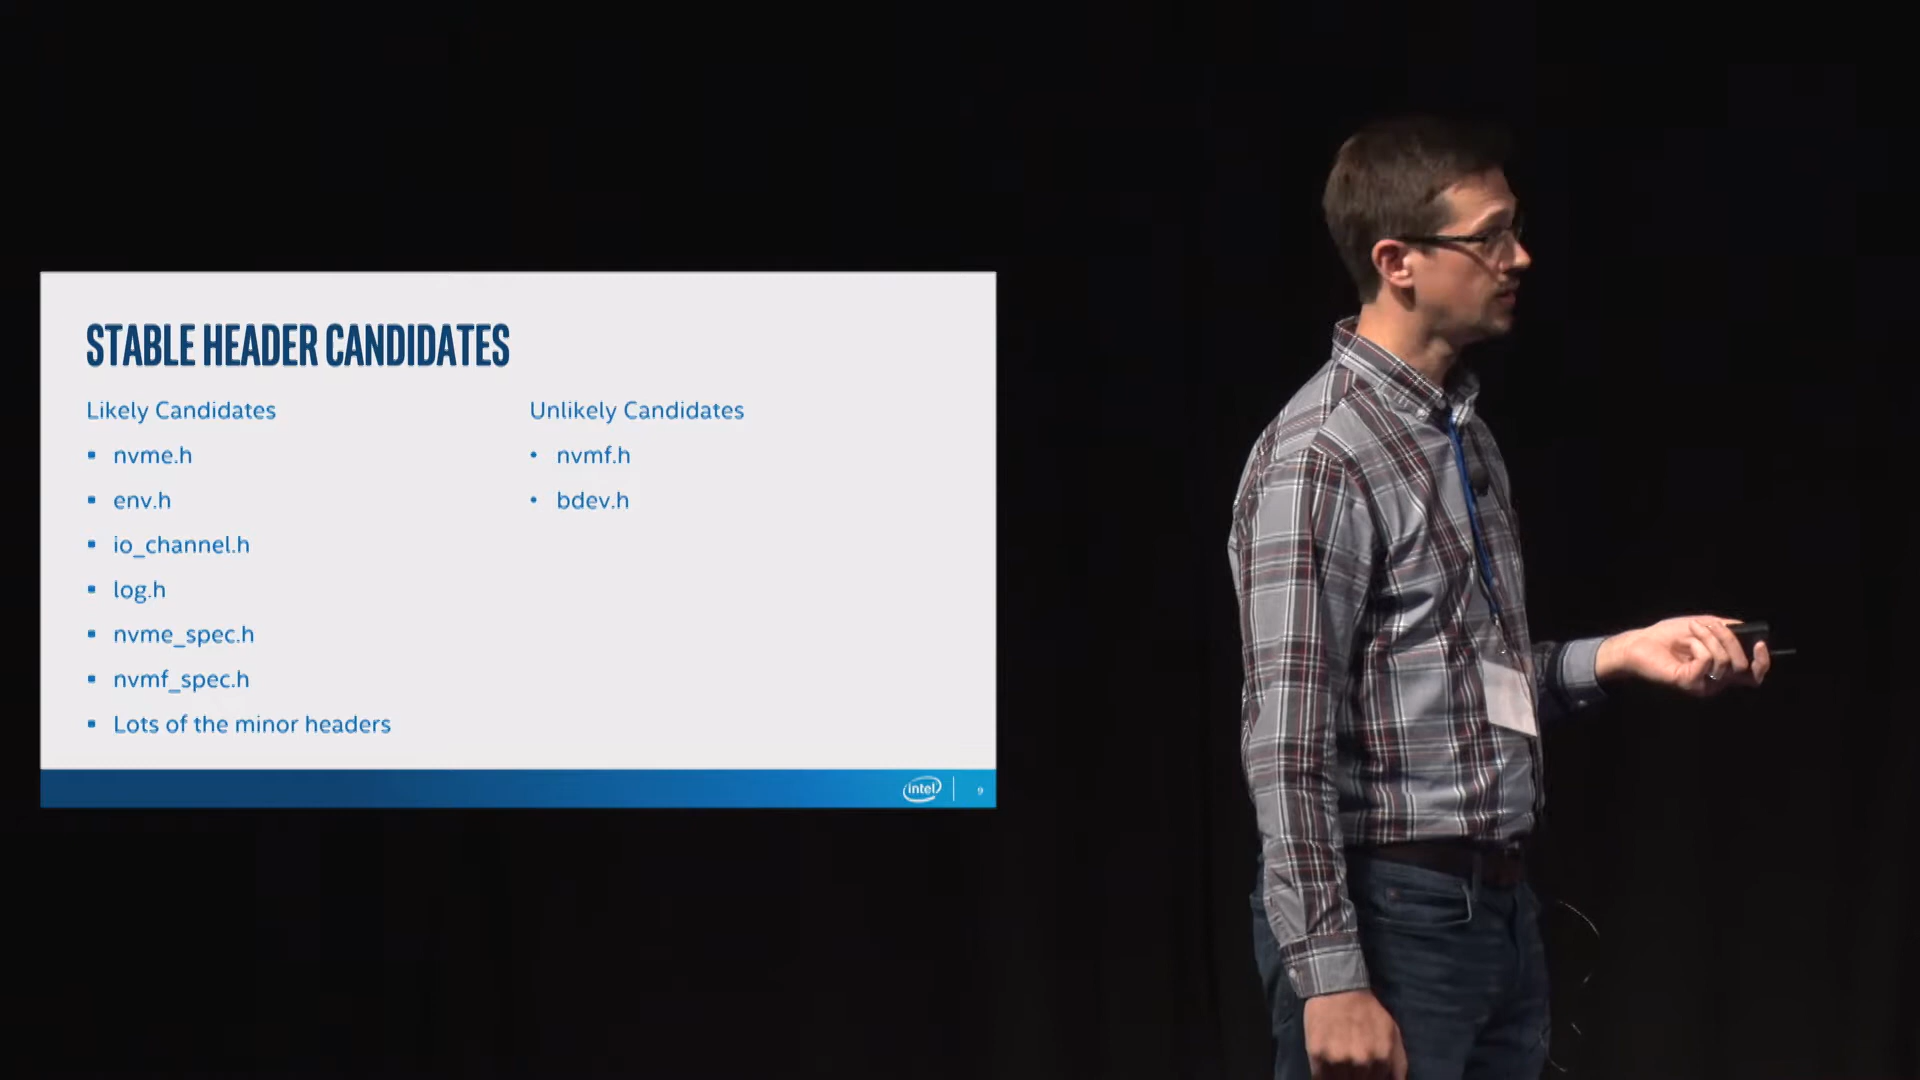 STABLE HEADER CANDIDATES
Likely Candidates
nvme.h
env.h
io_channel.h
log.h
nvme_spec.h
nvmf_spec.h
Lots of the minor headers
Unlikely Candidates
nvmf.h
bdev.h
intel
9